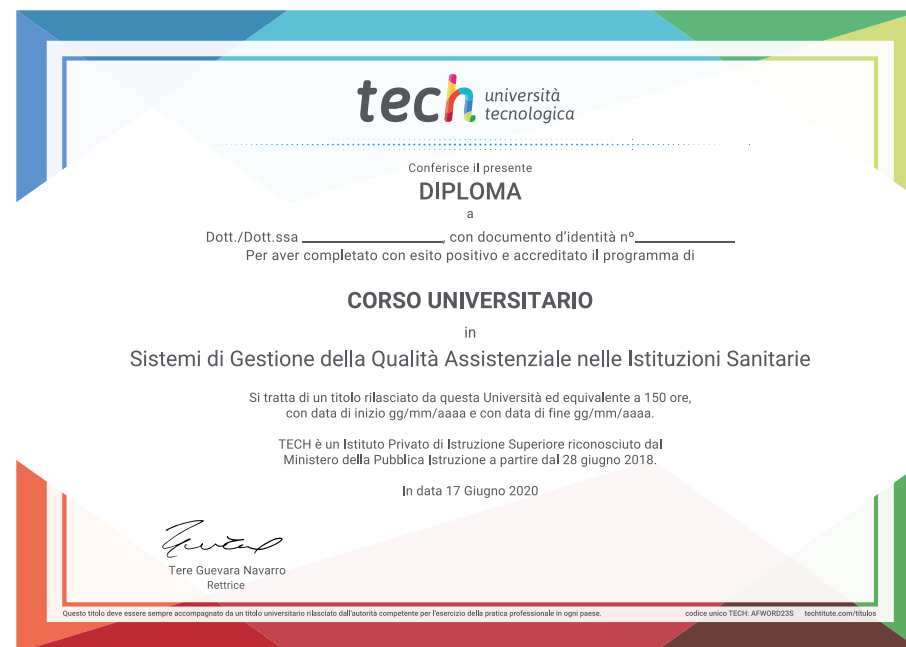 tech università
tecnologica
Conferisce il presente
DIPLOMA
a
Dott./Dott.ssa ____________________, con documento d'identità nº______________
Per aver completato con esito positivo e accreditato il programma di
CORSO UNIVERSITARIO
in
Sistemi di Gestione della Qualità Assistenziale nelle Istituzioni Sanitarie
Si tratta di un titolo rilasciato da questa Università ed equivalente a 150 ore,
con data di inizio gg/mm/aaaa e con data di fine gg/mm/aaaa.
TECH è un Istituto Privato di Istruzione Superiore riconosciuto dal
Ministero della Pubblica Istruzione a partire dal 28 giugno 2018.
In data 17 Giugno 2020
Tere Guevara Navarro
Rettrice
Questo titolo deve essere sempre accompagnato da un titolo universitario rilasciato dall'autorità competente per l'esercizio della pratica professionale in ogni paese. codice unico TECH: AFWORD23S techtitute.com/títulos